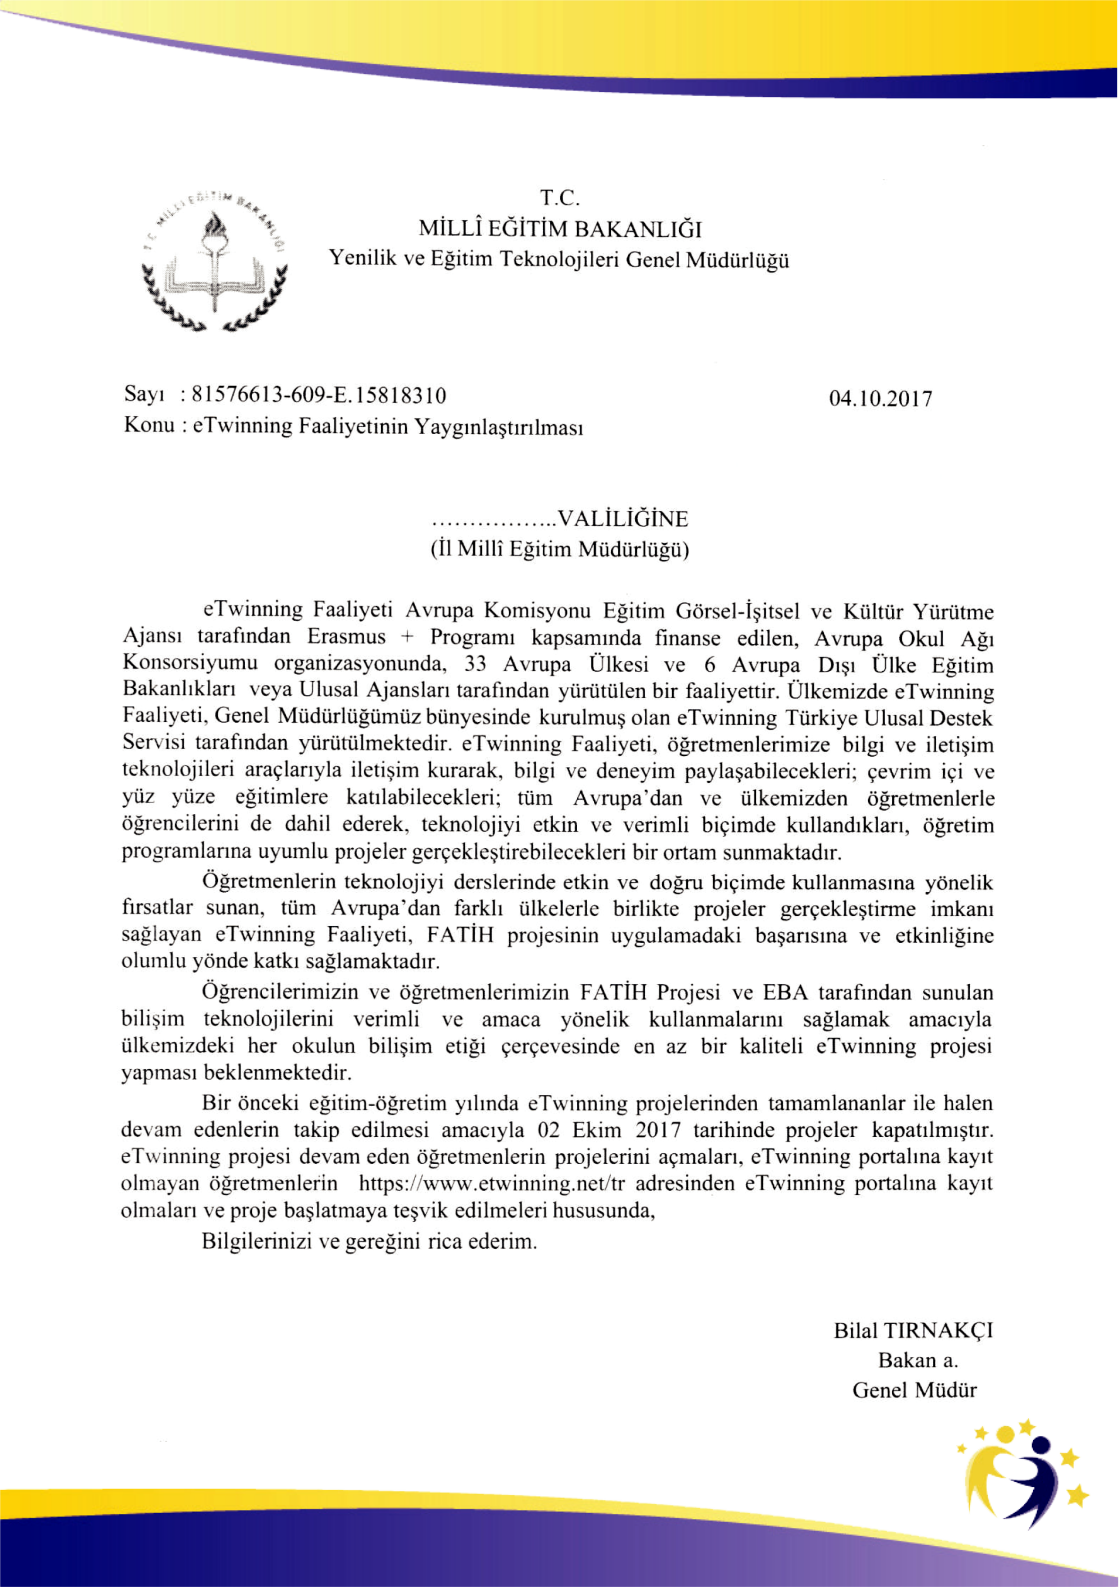 T.C.
MİLLÎ EĞİTİM BAKANLIĞI
Yenilik ve Eğitim Teknolojileri Genel Müdürlüğü
T.C. MİLLİ EĞİTİM BAKANLIĞI
Sayı : 81576613-609-E.15818310 04.10.2017
Konu : eTwinning Faaliyetinin Yaygınlaştırılması
..................VALİLİĞİNE
(İl Millî Eğitim Müdürlüğü)
eTwinning Faaliyeti Avrupa Komisyonu Eğitim Görsel-İşitsel ve Kültür Yürütme
Ajansı tarafından Erasmus + Programı kapsamında finanse edilen, Avrupa Okul Ağı
Konsorsiyumu organizasyonunda, 33 Avrupa Ülkesi ve 6 Avrupa Dışı Ülke Eğitim
Bakanlıkları veya Ulusal Ajansları tarafından yürütülen bir faaliyettir. Ülkemizde eTwinning
Faaliyeti, Genel Müdürlüğümüz bünyesinde kurulmuş olan eTwinning Türkiye Ulusal Destek
Servisi tarafından yürütülmektedir. eTwinning Faaliyeti, öğretmenlerimize bilgi ve iletişim
teknolojileri araçlarıyla iletişim kurarak, bilgi ve deneyim paylaşabilecekleri; çevrim içi ve
yüz yüze eğitimlere katılabilecekleri; tüm Avrupa'dan ve ülkemizden öğretmenlerle
öğrencilerini de dahil ederek, teknolojiyi etkin ve verimli biçimde kullandıkları, öğretim
programlarına uyumlu projeler gerçekleştirebilecekleri bir ortam sunmaktadır.
Öğretmenlerin teknolojiyi derslerinde etkin ve doğru biçimde kullanmasına yönelik
fırsatlar sunan, tüm Avrupa'dan farklı ülkelerle birlikte projeler gerçekleştirme imkanı
sağlayan eTwinning Faaliyeti, FATİH projesinin uygulamadaki başarısına ve etkinliğine
olumlu yönde katkı sağlamaktadır.
Öğrencilerimizin ve öğretmenlerimizin FATİH Projesi ve EBA tarafından sunulan
bilişim teknolojilerini verimli ve amaca yönelik kullanmalarını sağlamak amacıyla
ülkemizdeki her okulun bilişim etiği çerçevesinde en az bir kaliteli eTwinning projesi
yapması beklenmektedir.
Bir önceki eğitim-öğretim yılında eTwinning projelerinden tamamlananlar ile halen
devam edenlerin takip edilmesi amacıyla 02 Ekim 2017 tarihinde projeler kapatılmıştır.
eTwinning projesi devam eden öğretmenlerin projelerini açmaları, eTwinning portalına kayıt
olmayan öğretmenlerin https://www.etwinning.net/tr adresinden eTwinning portalına kayıt
olmaları ve proje başlatmaya teşvik edilmeleri hususunda,
Bilgilerinizi ve gereğini rica ederim.
Bilal TIRNAKÇI
Bakan a.
Genel Müdür